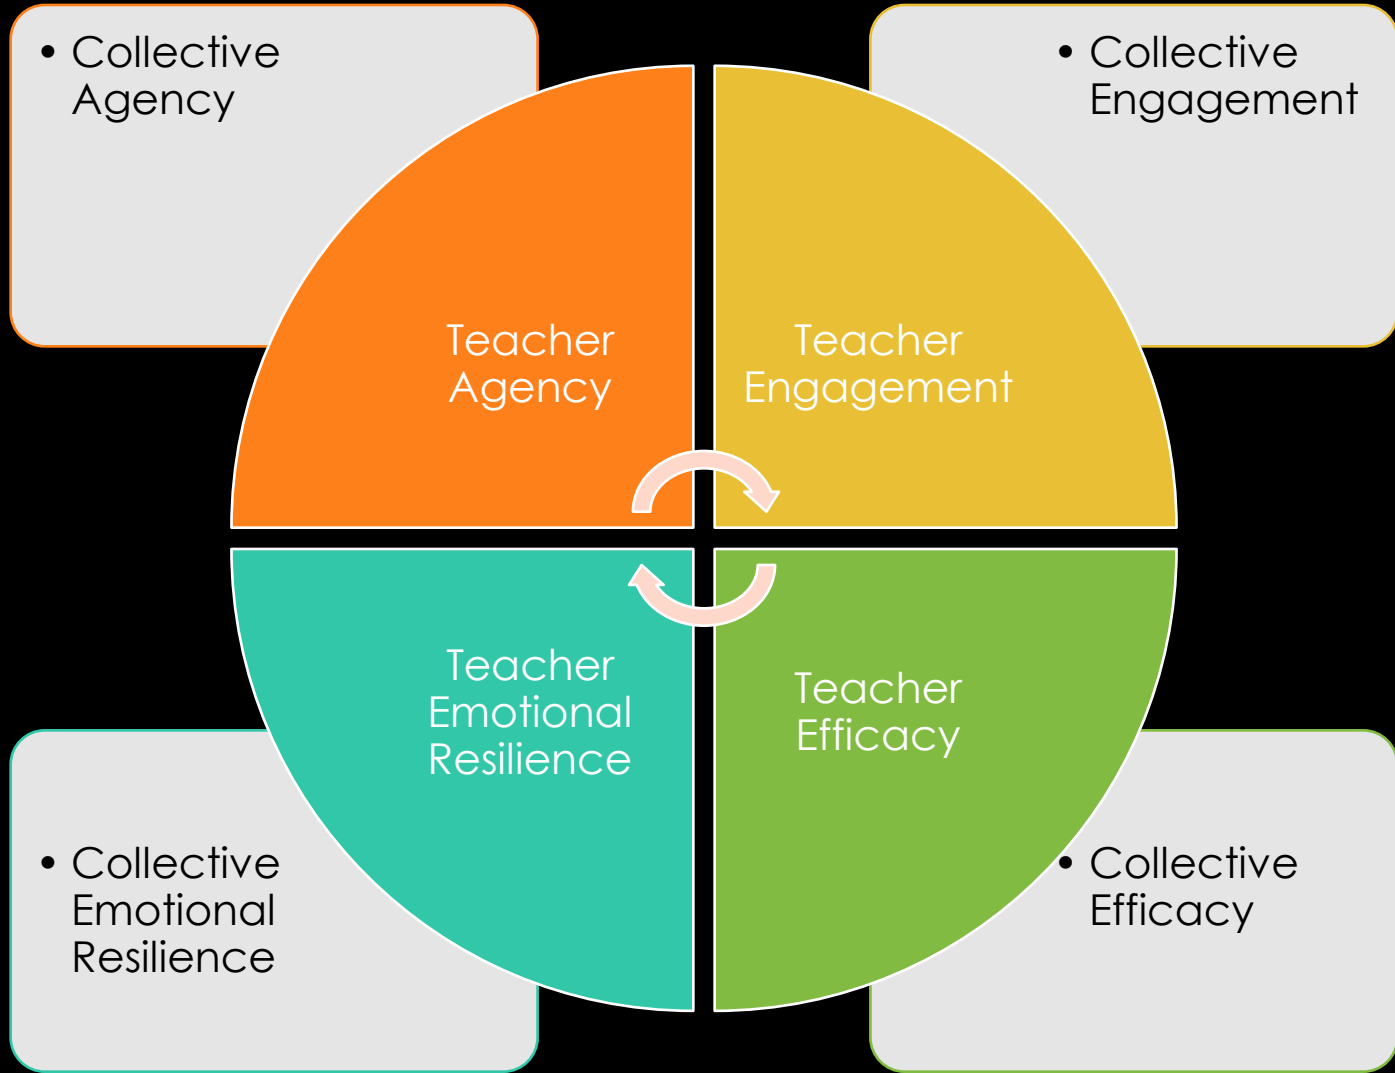 • Collective
Agency
• Collective
Engagement
Teacher
Agency
Teacher
Engagement
Teacher
Emotional
Resilience
Teacher
Efficacy
• Collective
Emotional
Resilience
• Collective
Efficacy